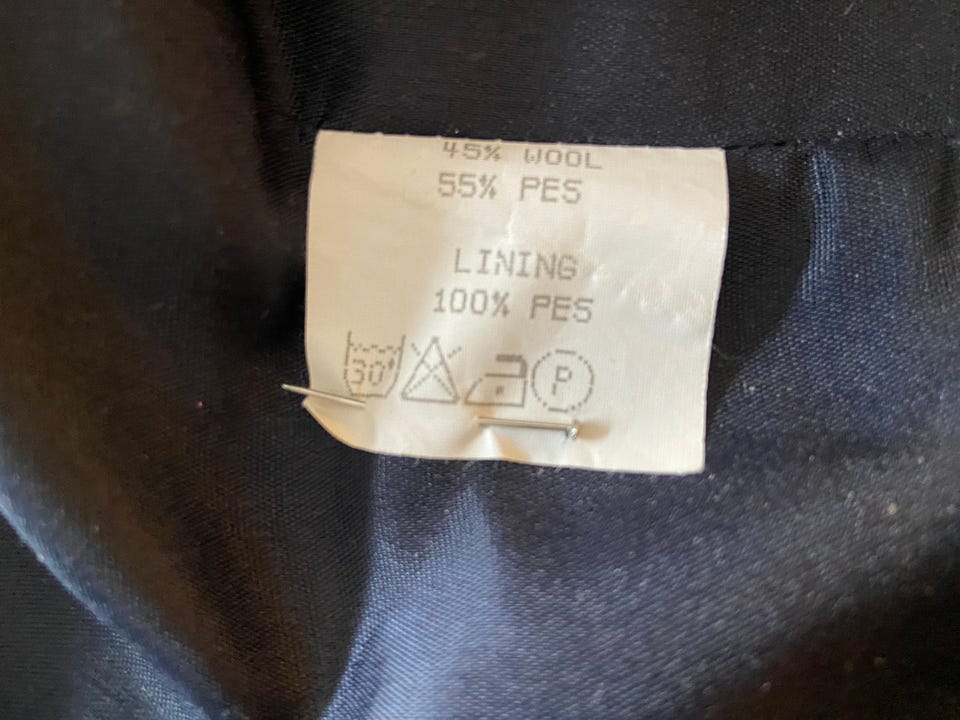 45% WOOL
55% PES
LINING
100% PES
30° P